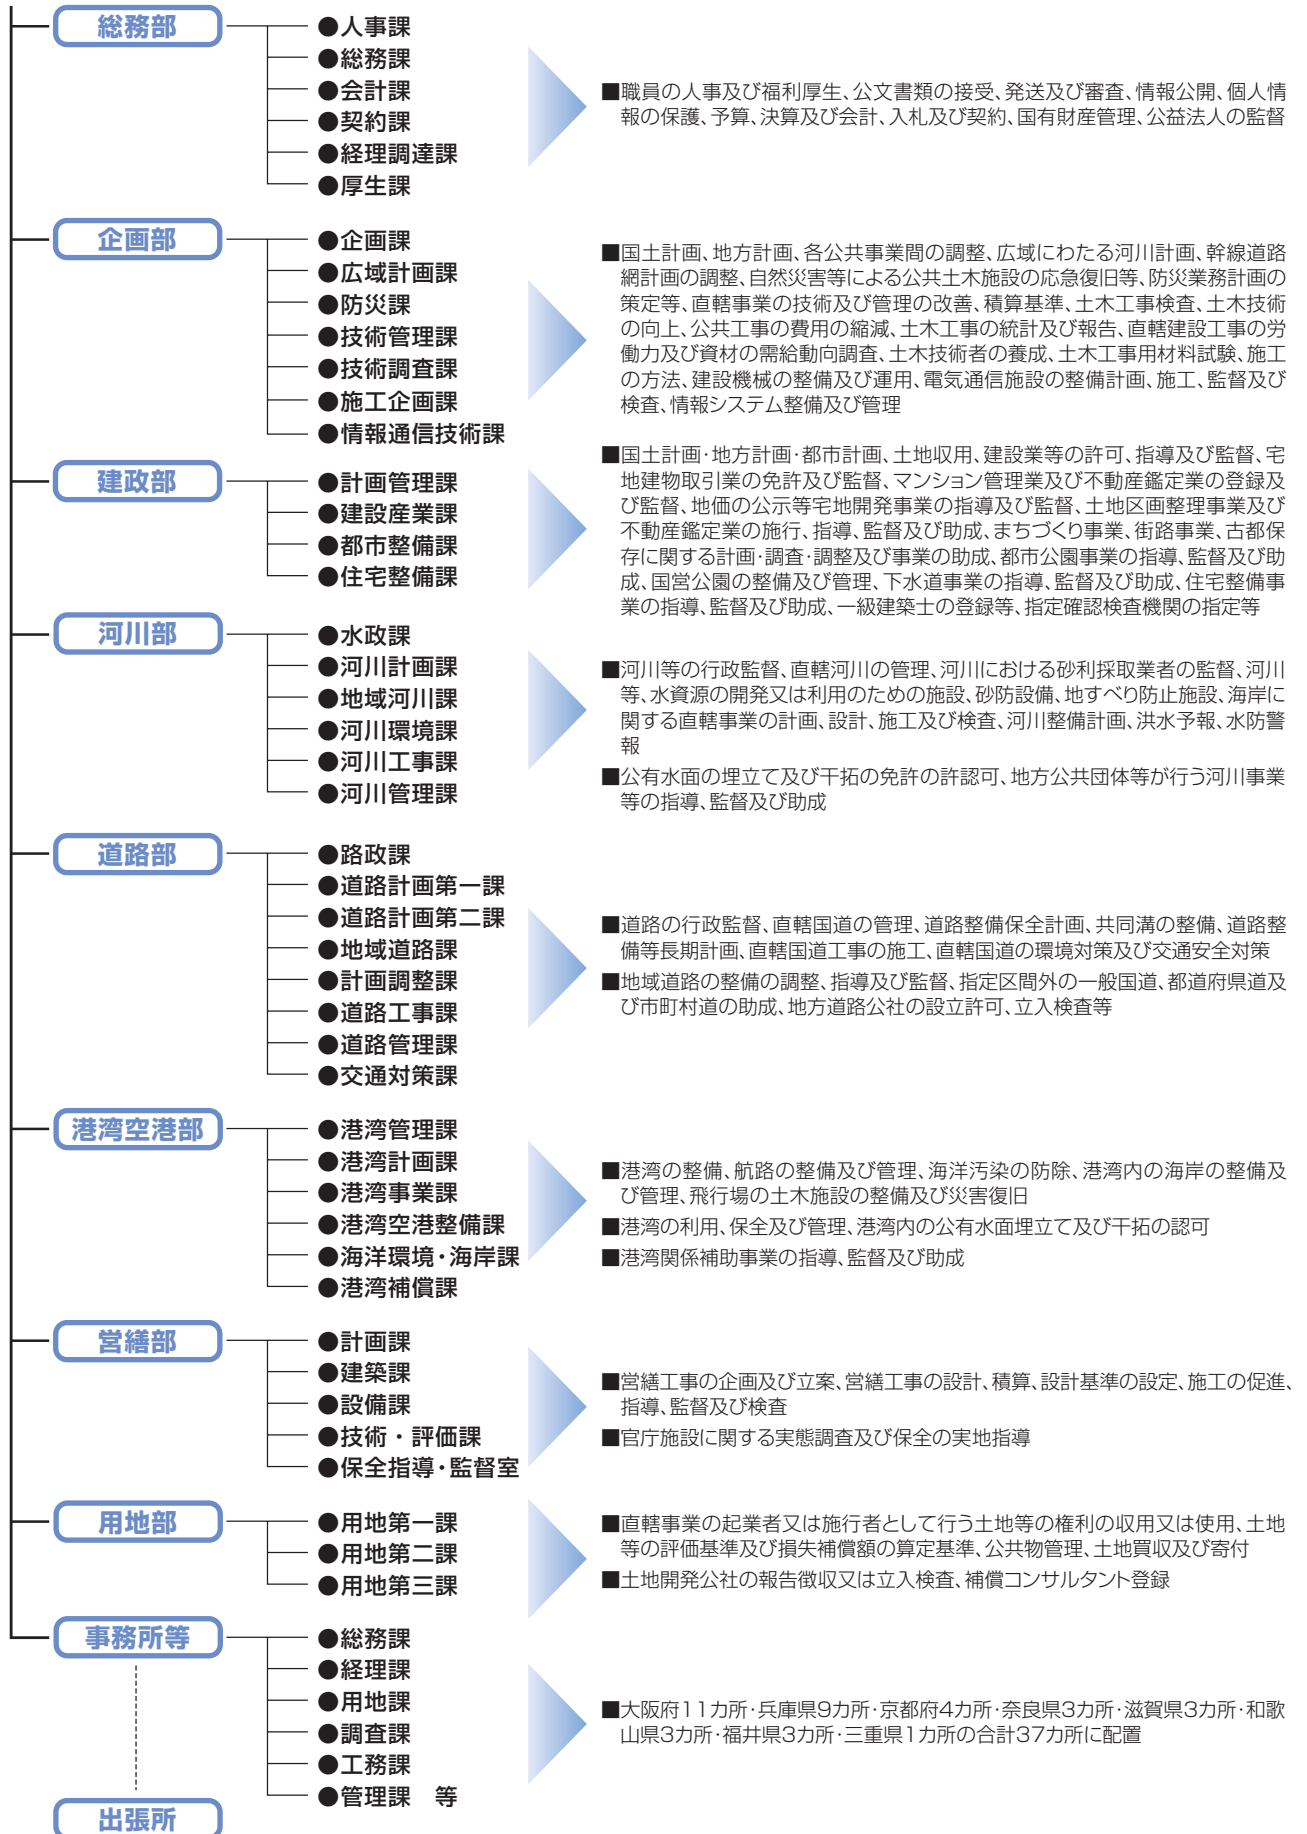 総務部
●人事課
●総務課
●会計課
●契約課
●経理調達課
●厚生課
■職員の人事及び福利厚生、公文書類の接受、発送及び審査、情報公開、個人情
報の保護、予算、決算及び会計、入札及び契約、国有財産管理、公益法人の監督
企画部
●企画課
●広域計画課
●防災課
●技術管理課
●技術調査課
●施工企画課
●情報通信技術課
■国土計画、地方計画、各公共事業間の調整、広域にわたる河川計画、幹線道路
網計画の調整、自然災害等による公共土木施設の応急復旧等、防災業務計画の
策定等、直轄事業の技術及び管理の改善、積算基準、土木工事検査、土木技術
の向上、公共工事の費用の縮減、土木工事の統計及び報告、直轄建設工事の労
働力及び資材の需給動向調査、土木技術者の養成、土木工事用材料試験、施工
の方法、建設機械の整備及び運用、電気通信施設の整備計画、施工、監督及び
検査、情報システム整備及び管理
建政部
●計画管理課
●建設産業課
●都市整備課
●住宅整備課
■国土計画・地方計画・都市計画、土地収用、建設業等の許可、指導及び監督、宅
地建物取引業の免許及び監督、マンション管理業及び不動産鑑定業の登録及
び監督、地価の公示等宅地開発事業の指導及び監督、土地区画整理事業及び
不動産鑑定業の施行、指導、監督及び助成、まちづくり事業、街路事業、古都保
存に関する計画・調査・調整及び事業の助成、都市公園事業の指導、監督及び助
成、国営公園の整備及び管理、下水道事業の指導、監督及び助成、住宅整備事
業の指導、監督及び助成、一級建築士の登録等、指定確認検査機関の指定等
河川部
●水政課
●河川計画課
●地域河川課
●河川環境課
●河川工事課
●河川管理課
■河川等の行政監督、直轄河川の管理、河川における砂利採取業者の監督、河川
等、水資源の開発又は利用のための施設、砂防設備、地すべり防止施設、海岸に
関する直轄事業の計画、設計、施工及び検査、河川整備計画、洪水予報、水防警
報
■公有水面の埋立て及び干拓の免許の許認可、地方公共団体等が行う河川事業
等の指導、監督及び助成
道路部
●路政課
●道路計画第一課
●道路計画第二課
●地域道路課
●計画調整課
●道路工事課
●道路管理課
●交通対策課
■道路の行政監督、直轄国道の管理、道路整備保全計画、共同溝の整備、道路整
備等長期計画、直轄国道工事の施工、直轄国道の環境対策及び交通安全対策
■地域道路の整備の調整、指導及び監督、指定区間外の一般国道、都道府県道及
び市町村道の助成、地方道路公社の設立許可、立入検査等
港湾空港部
●港湾管理課
●港湾計画課
●港湾事業課
●港湾空港整備課
●海洋環境・海岸課
●港湾補償課
■港湾の整備、航路の整備及び管理、海洋汚染の防除、港湾内の海岸の整備及
び管理、飛行場の土木施設の整備及び災害復旧
■港湾の利用、保全及び管理、港湾内の公有水面埋立て及び干拓の認可
■港湾関係補助事業の指導、監督及び助成
営繕部
●計画課
●建築課
●設備課
●技術・評価課
●保全指導・監督室
■営繕工事の企画及び立案、営繕工事の設計、積算、設計基準の設定、施工の促進、
指導、監督及び検査
■官庁施設に関する実態調査及び保全の実地指導
用地部
●用地第一課
●用地第二課
●用地第三課
■直轄事業の起業者又は施行者として行う土地等の権利の収用又は使用、土地
等の評価基準及び損失補償額の算定基準、公共物管理、土地買収及び寄付
■土地開発公社の報告徴収又は立入検査、補償コンサルタント登録
事務所等
●総務課
●経理課
●用地課
●調査課
●工務課
●管理課　等
■大阪府11カ所・兵庫県9カ所・京都府4カ所・奈良県3カ所・滋賀県3カ所・和歌
山県3カ所・福井県3カ所・三重県1カ所の合計37カ所に配置
出張所